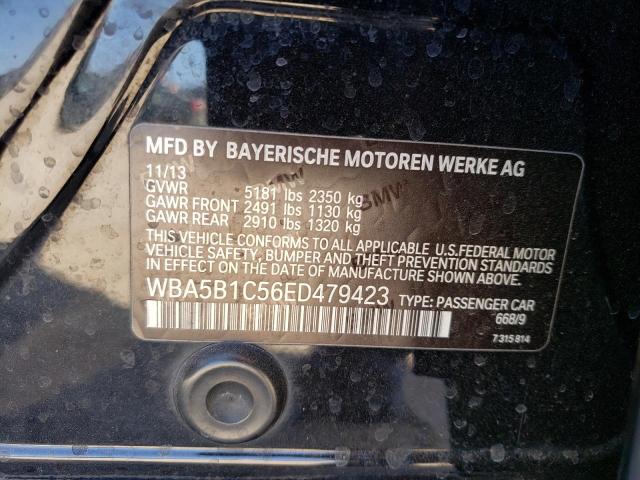 MFD BY BAYERISCHE MOTOREN WERKE AG
11/13
GVWR 5181 lbs 2350 kg
GAWR FRONT 2491 lbs 1130 kg
GAWR REAR 2910 lbs 1320 kg
THIS VEHICLE CONFORMS TO ALL APPLICABLE U.S.FEDERAL MOTOR
VEHICLE SAFETY, BUMPER AND THEFT PREVENTION STANDARDS
IN EFFECT ON THE DATE OF MANUFACTURE SHOWN ABOVE.
WBA5B1C56ED479423 TYPE: PASSENGER CAR
668/9
7 315 814
BMW
BMW